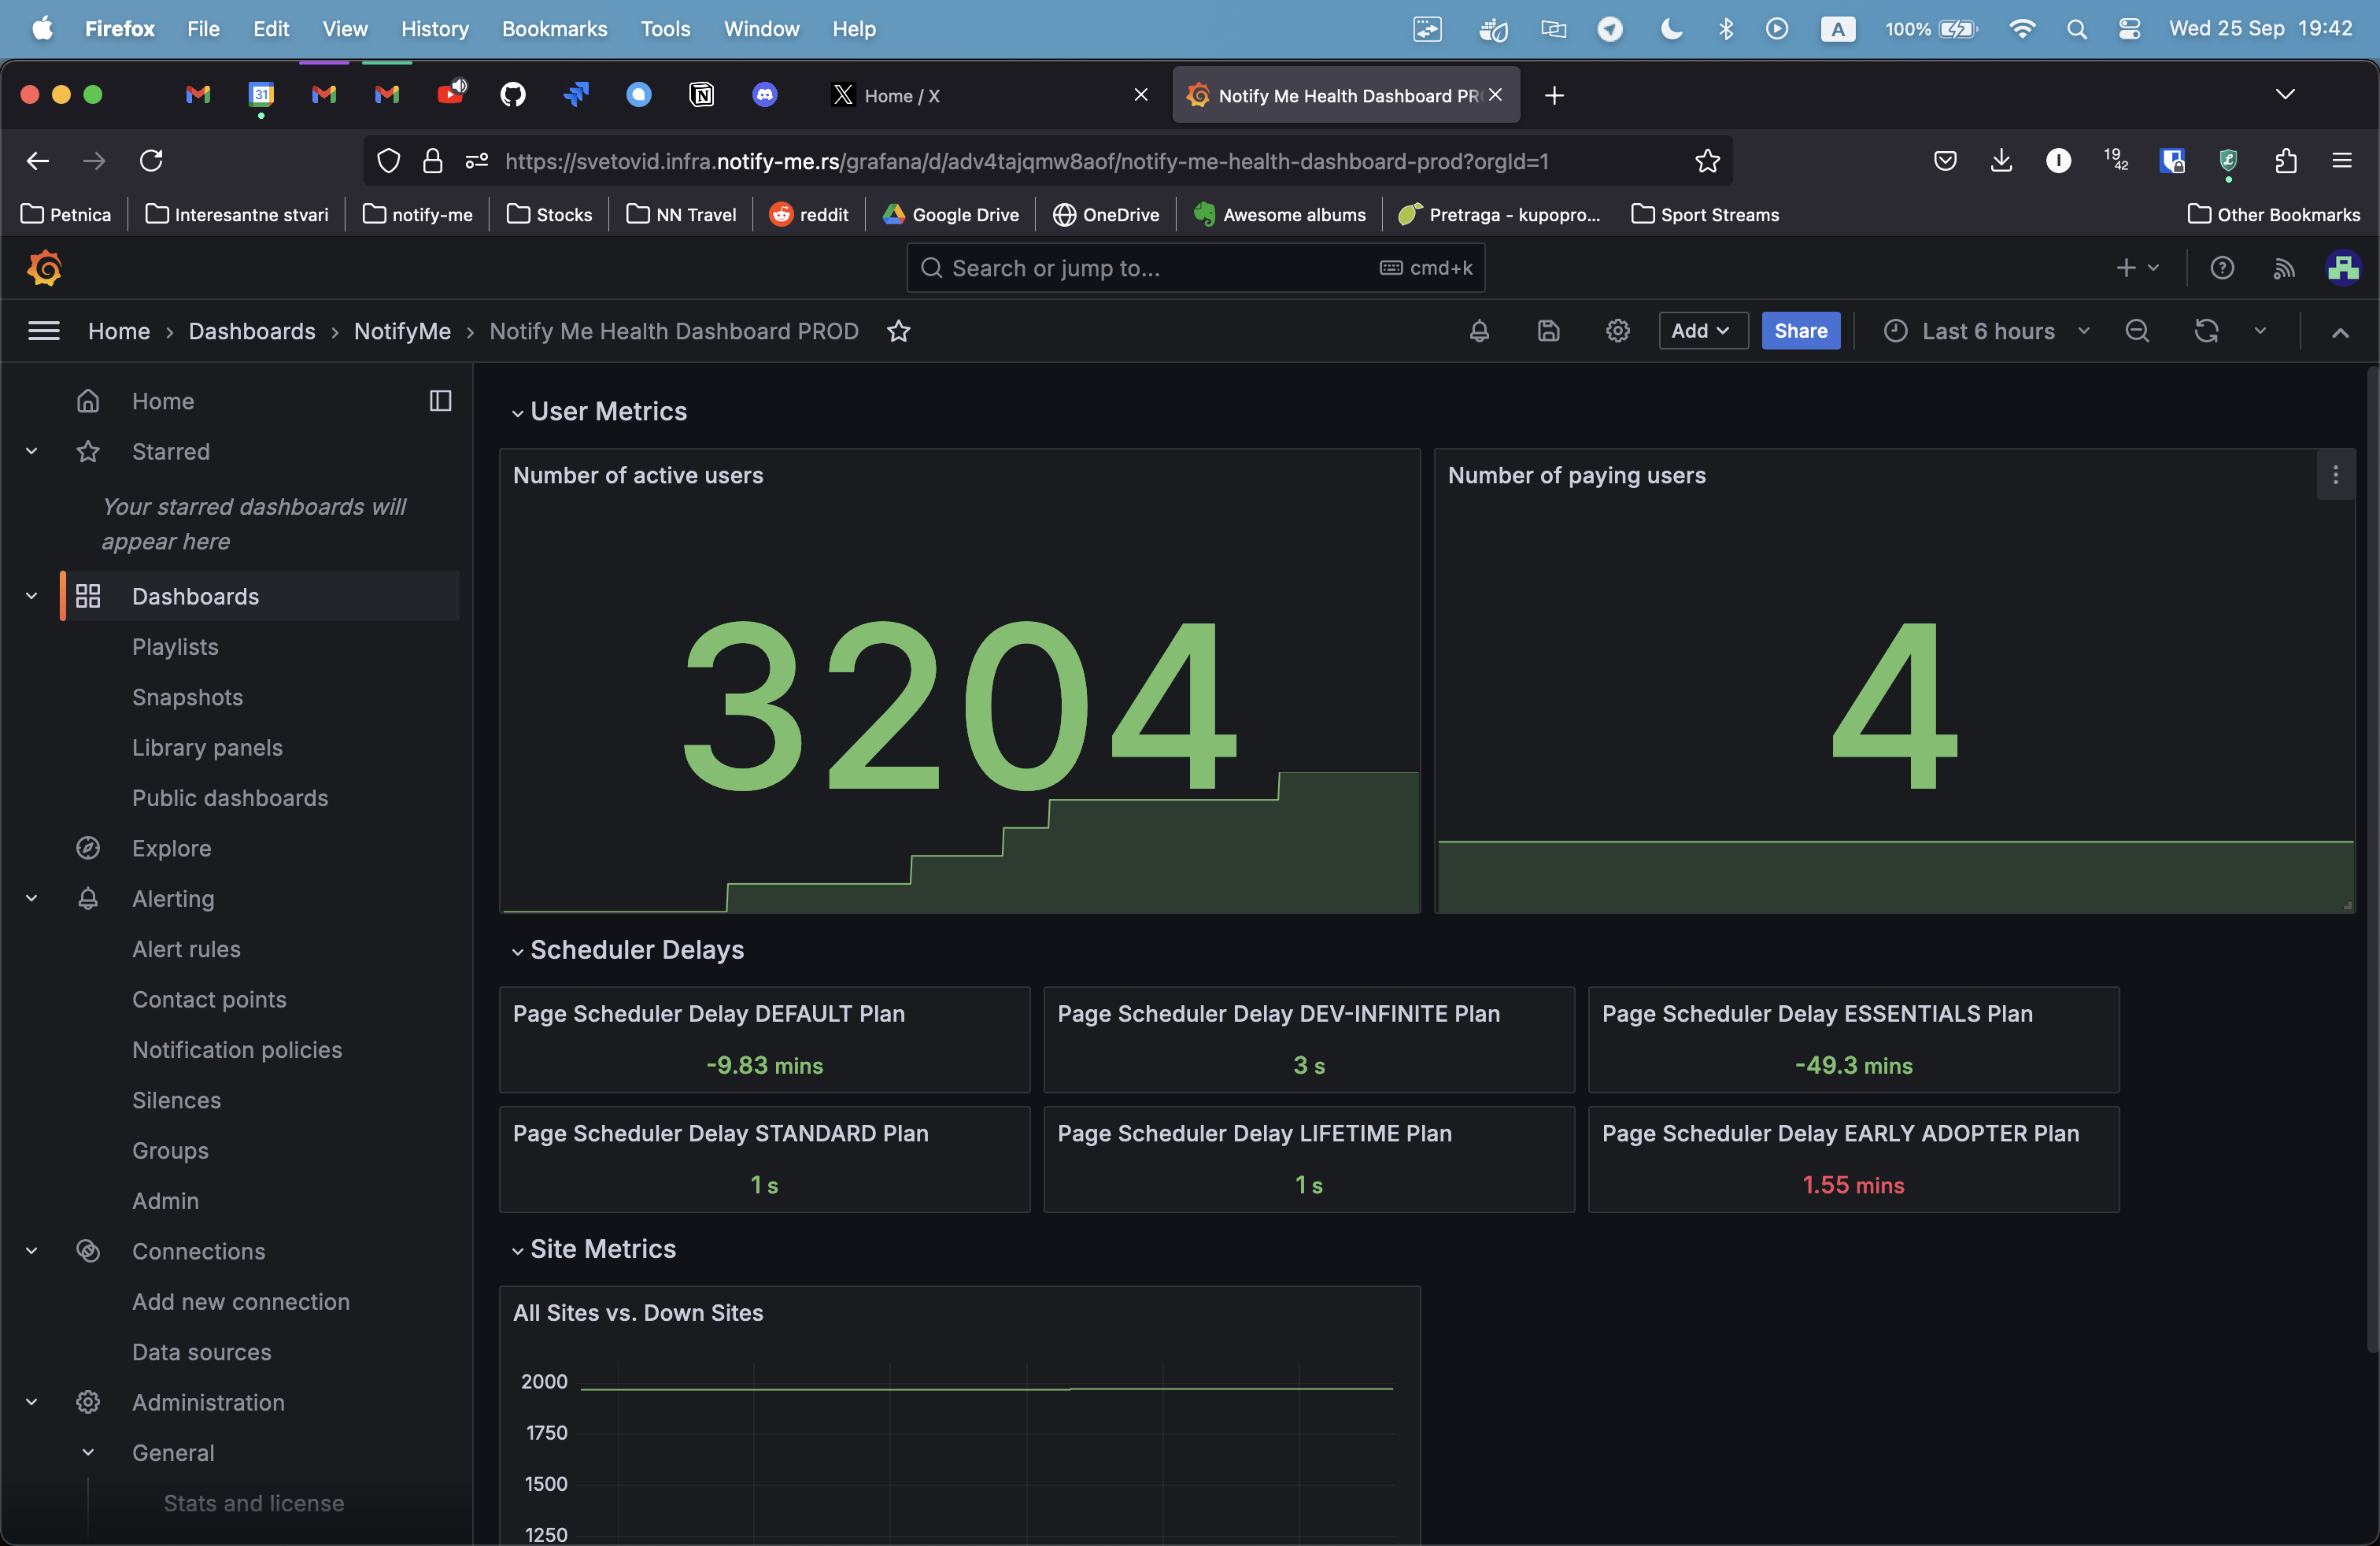 Firefox File Edit View History Bookmarks Tools Window Help A 100% Wed 25 Sep 19:42
31 Home / X Notify Me Health Dashboard PR
https://svetovid.infra.notify-me.rs/grafana/d/adv4tajqmw8aof/notify-me-health-dashboard-prod?orgId=1 19 42
Petnica Interesantne stvari notify-me Stocks NN Travel reddit Google Drive OneDrive Awesome albums Pretraga - kupopro... Sport Streams Other Bookmarks
Search or jump to... cmd+k
Home › Dashboards › NotifyMe › Notify Me Health Dashboard PROD Add Share Last 6 hours
Home
Starred
Your starred dashboards will
appear here
Dashboards
Playlists
Snapshots
Library panels
Public dashboards
Explore
Alerting
Alert rules
Contact points
Notification policies
Silences
Groups
Admin
Connections
Add new connection
Data sources
Administration
General
Stats and license
User Metrics
Number of active users
3204
Number of paying users
4
Scheduler Delays
Page Scheduler Delay DEFAULT Plan
-9.83 mins
Page Scheduler Delay DEV-INFINITE Plan
3 s
Page Scheduler Delay ESSENTIALS Plan
-49.3 mins
Page Scheduler Delay STANDARD Plan
1 s
Page Scheduler Delay LIFETIME Plan
1 s
Page Scheduler Delay EARLY ADOPTER Plan
1.55 mins
Site Metrics
All Sites vs. Down Sites
2000
1750
1500
1250